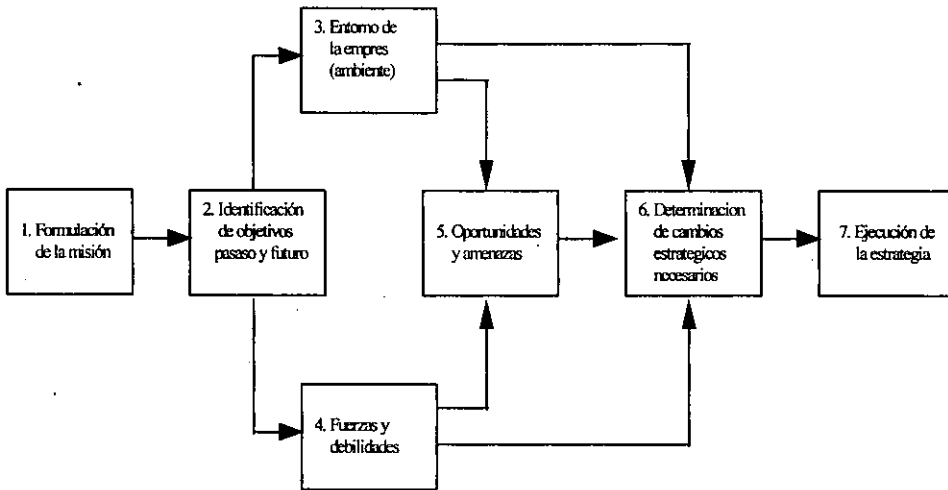 3. Entorno de
la empres
(ambiente)
1. Formulación
de la misión
2. Identificación
de objetivos
pasaso y futuro
5. Oportunidades
y amenazas
6. Determinacion
de cambios
estrategicos
necesarios
7. Ejecución de
la estrategia
4. Fuerzas y
debilidades